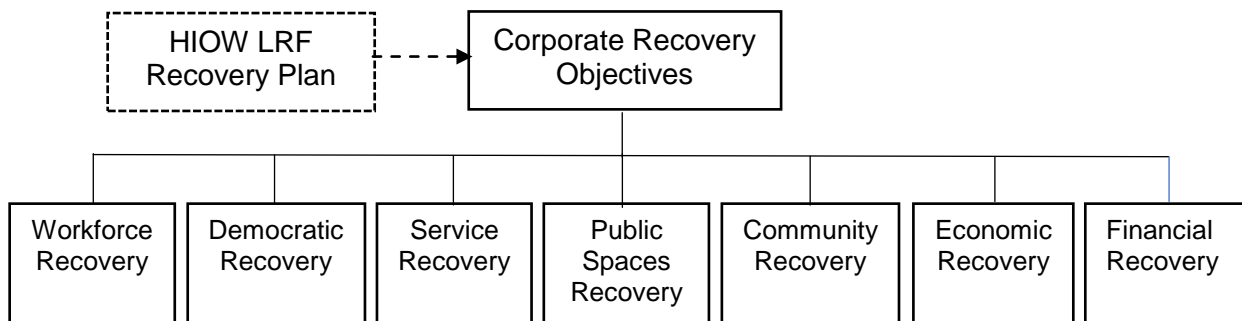 HIOW LRF
Recovery Plan
Corporate Recovery
Objectives
Workforce
Recovery
Democratic
Recovery
Service
Recovery
Public
Spaces
Recovery
Community
Recovery
Economic
Recovery
Financial
Recovery